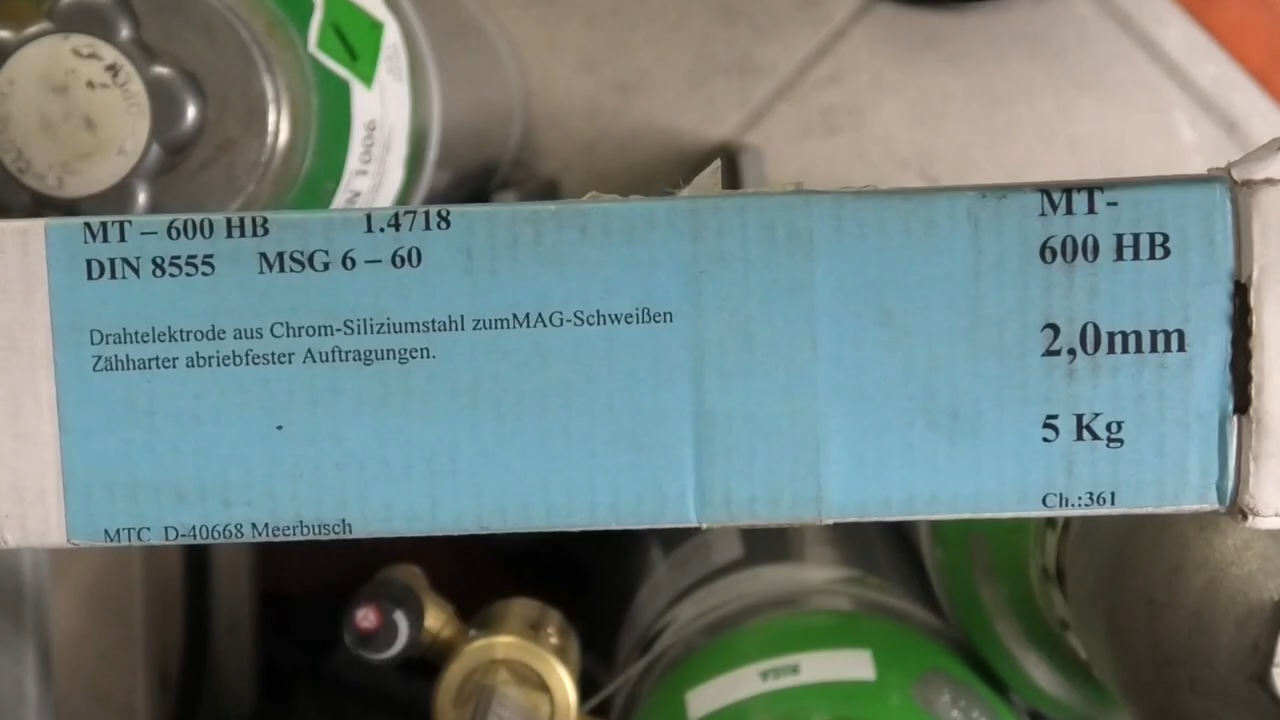 MT – 600 HB 1.4718
DIN 8555 MSG 6 – 60
Drahtelektrode aus Chrom-Siliziumstahl zumMAG-Schweißen
Zähharter abriebfester Auftragungen.
MTC D-40668 Meerbusch
MT-
600 HB
2,0mm
5 Kg
Ch.:361
N 1006